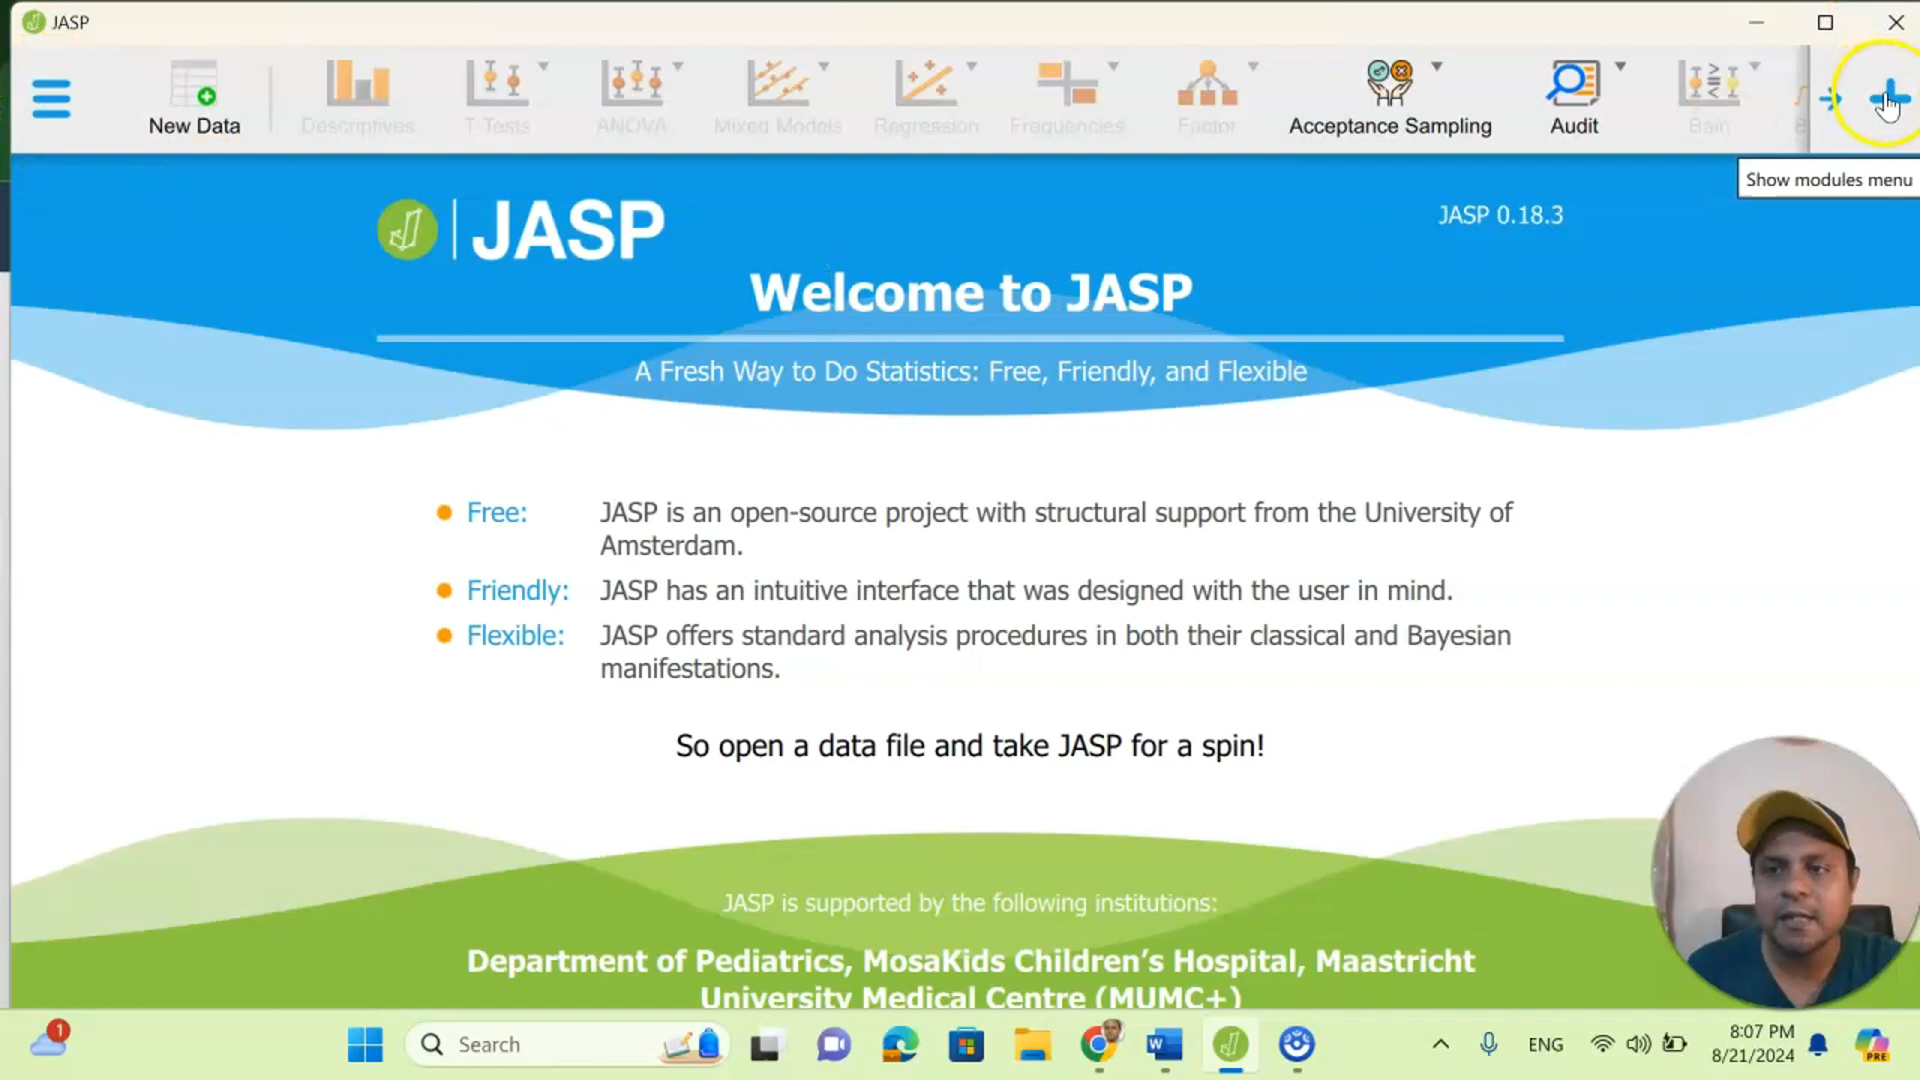 JASP
New Data
Descriptives
T-Tests
ANOVA
Mixed Models
Regression
Frequencies
Factor
Acceptance Sampling
Audit
Bain
Show modules menu
JASP
JASP 0.18.3
Welcome to JASP
A Fresh Way to Do Statistics: Free, Friendly, and Flexible
Free: JASP is an open-source project with structural support from the University of
Amsterdam.
Friendly: JASP has an intuitive interface that was designed with the user in mind.
Flexible: JASP offers standard analysis procedures in both their classical and Bayesian
manifestations.
So open a data file and take JASP for a spin!
JASP is supported by the following institutions:
Department of Pediatrics, MosaKids Children's Hospital, Maastricht
University Medical Centre (MUMC+)
1
Search
W
ENG
8:07 PM
8/21/2024
PRE